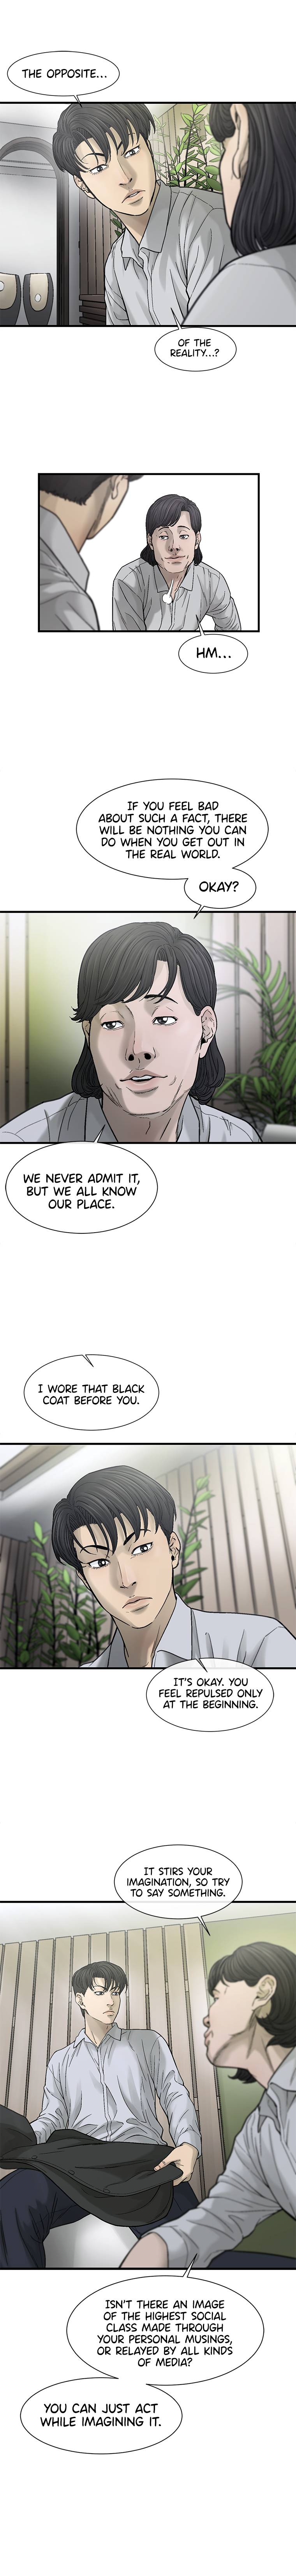 THE OPPOSITE...
OF THE
REALITY...?
HM...
IF YOU FEEL BAD
ABOUT SUCH A FACT, THERE
WILL BE NOTHING YOU CAN
DO WHEN YOU GET OUT IN
THE REAL WORLD.
OKAY?
WE NEVER ADMIT IT,
BUT WE ALL KNOW
OUR PLACE.
I WORE THAT BLACK
COAT BEFORE YOU.
IT'S OKAY. YOU
FEEL REPULSED ONLY
AT THE BEGINNING.
IT STIRS YOUR
IMAGINATION, SO TRY
TO SAY SOMETHING.
ISN'T THERE AN IMAGE
OF THE HIGHEST SOCIAL
CLASS MADE THROUGH
YOUR PERSONAL MUSINGS,
OR RELAYED BY ALL KINDS
OF MEDIA?
YOU CAN JUST ACT
WHILE IMAGINING IT.